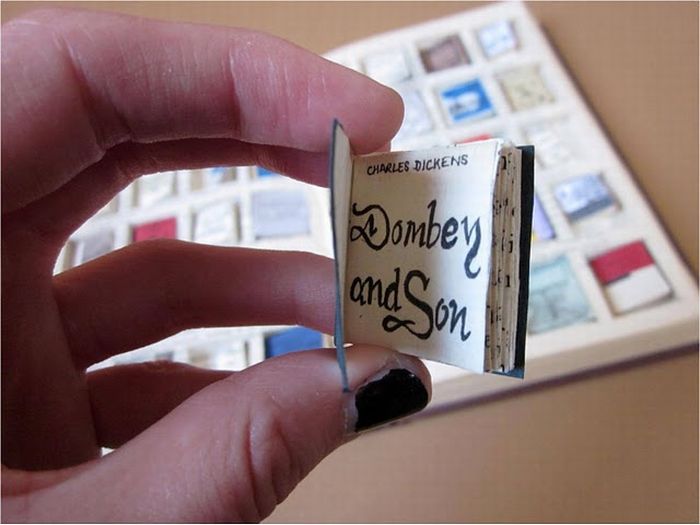 CHARLES DICKENS
Dombey
and Son